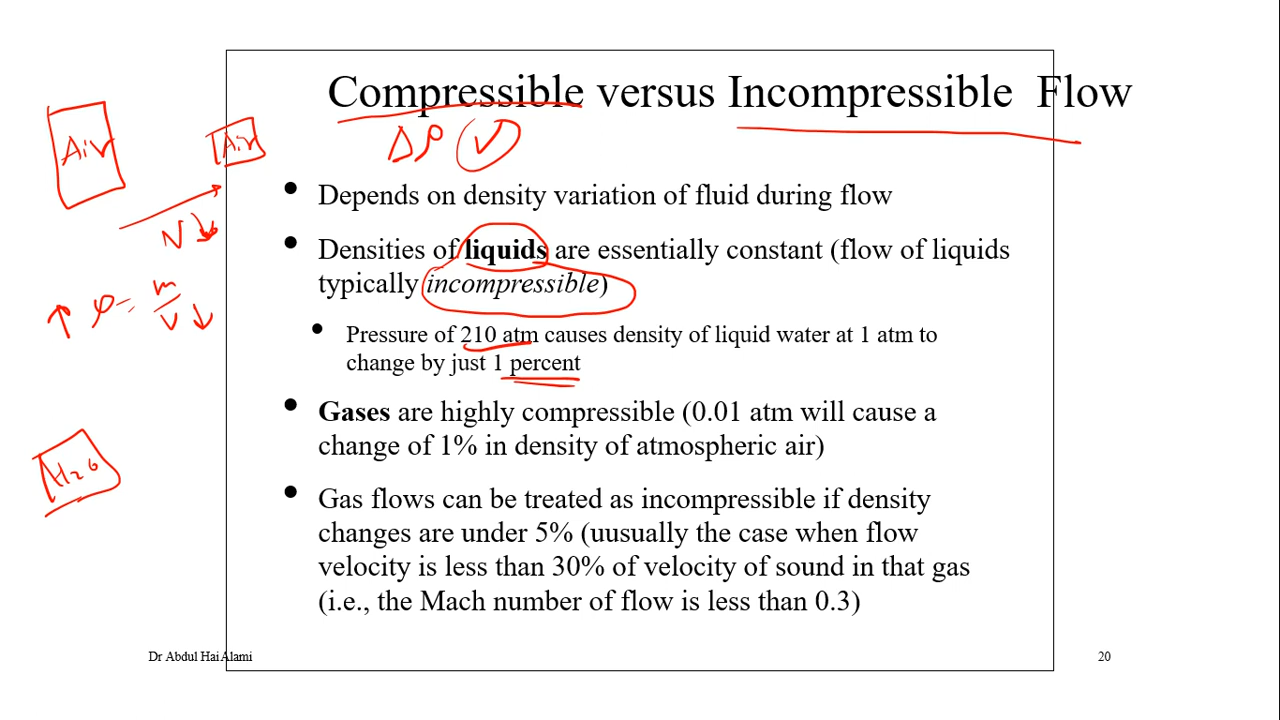 Compressible versus Incompressible Flow
Air
Air
Δρ (✓)
• Depends on density variation of fluid during flow
V↓
• Densities of liquids are essentially constant (flow of liquids
typically incompressible)
↑ ρ = m/V ↓
• Pressure of 210 atm causes density of liquid water at 1 atm to
change by just 1 percent
• Gases are highly compressible (0.01 atm will cause a
change of 1% in density of atmospheric air)
H2O
• Gas flows can be treated as incompressible if density
changes are under 5% (uusually the case when flow
velocity is less than 30% of velocity of sound in that gas
(i.e., the Mach number of flow is less than 0.3)
Dr Abdul Hai Alami
20